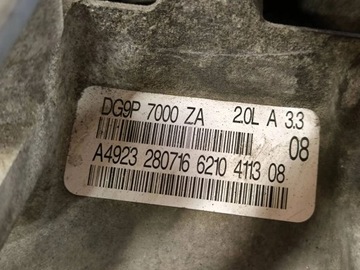 DG9P 7000 ZA 2.0L A 3.3
08
A4923 280716 6210 4113 08